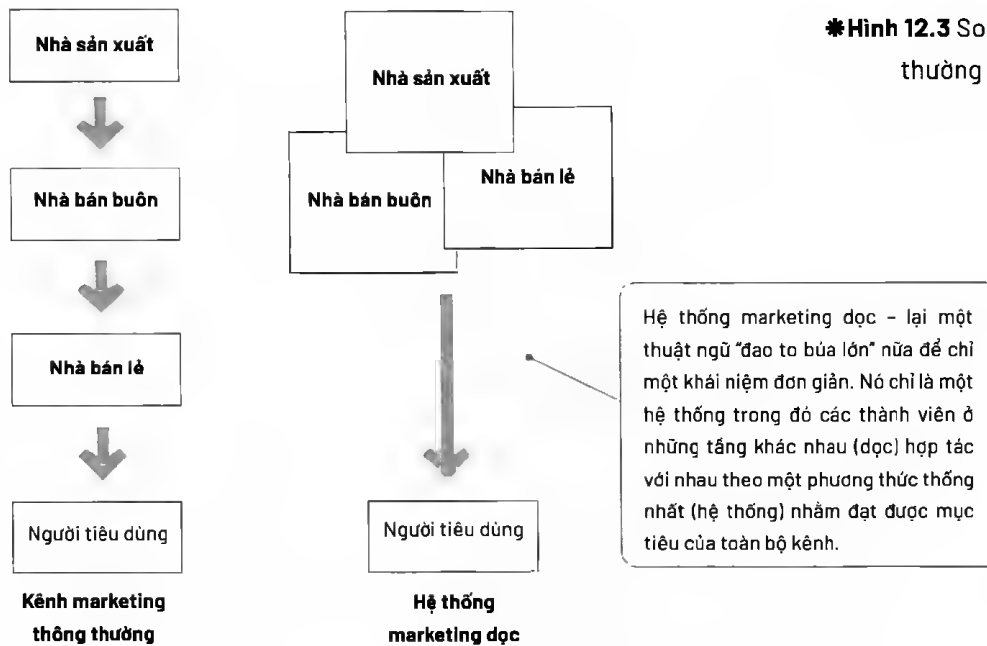 Nhà sản xuất
Nhà bán buôn
Nhà bán lẻ
Người tiêu dùng
Kênh marketing
thông thường
Nhà sản xuất
Nhà bán buôn
Nhà bán lẻ
Người tiêu dùng
Hệ thống
marketing dọc
✱Hình 12.3 So
thường
Hệ thống marketing dọc – lại một
thuật ngữ "đao to búa lớn" nữa để chỉ
một khái niệm đơn giản. Nó chỉ là một
hệ thống trong đó các thành viên ở
những tầng khác nhau (dọc) hợp tác
với nhau theo một phương thức thống
nhất (hệ thống) nhằm đạt được mục
tiêu của toàn bộ kênh.